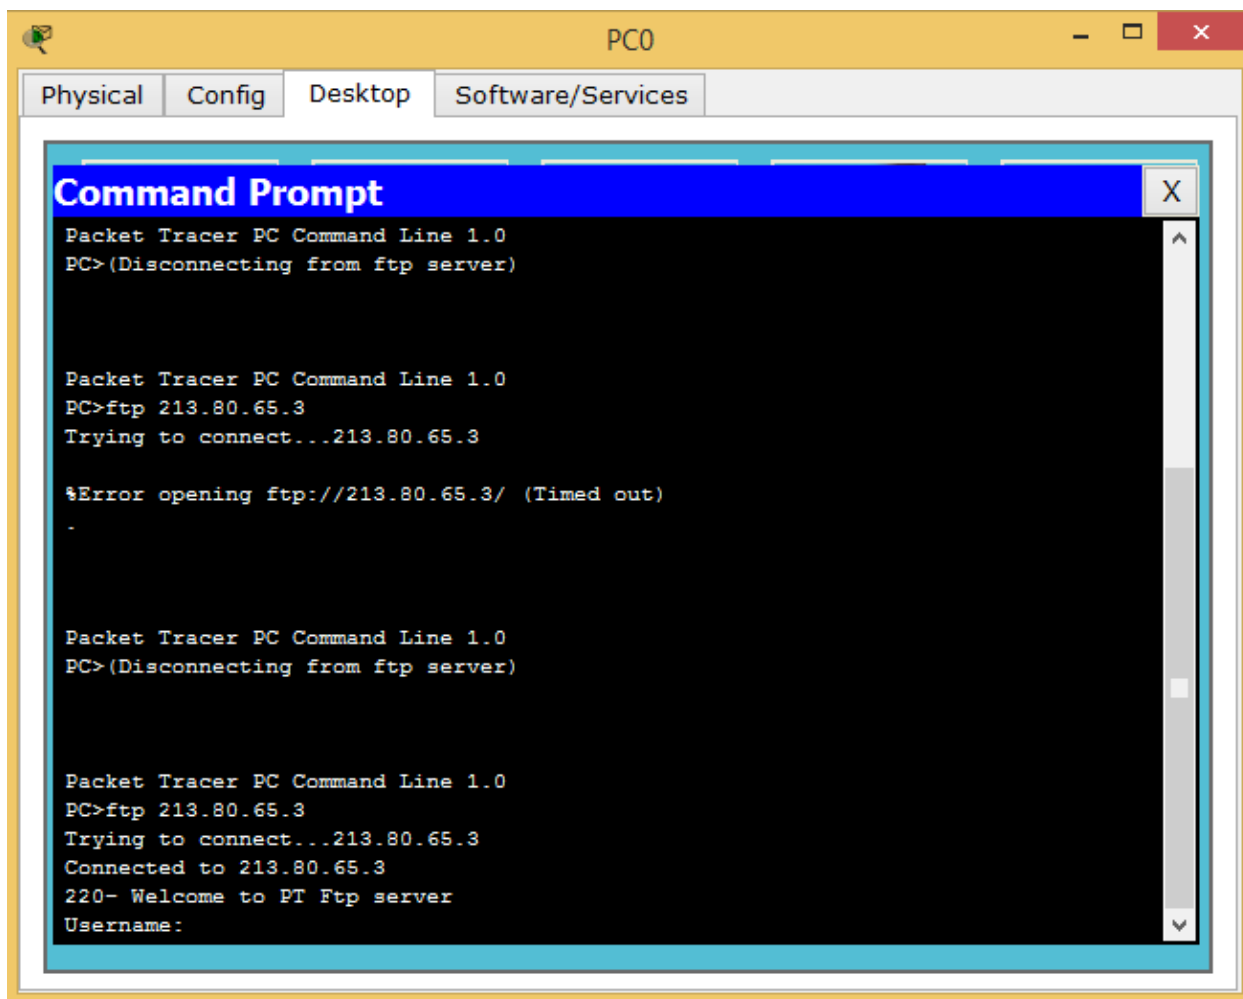 PC0
Physical Config Desktop Software/Services
Command Prompt
X
Packet Tracer PC Command Line 1.0
PC>(Disconnecting from ftp server)
Packet Tracer PC Command Line 1.0
PC>ftp 213.80.65.3
Trying to connect...213.80.65.3
%Error opening ftp://213.80.65.3/ (Timed out)
.
Packet Tracer PC Command Line 1.0
PC>(Disconnecting from ftp server)
Packet Tracer PC Command Line 1.0
PC>ftp 213.80.65.3
Trying to connect...213.80.65.3
Connected to 213.80.65.3
220- Welcome to PT Ftp server
Username: